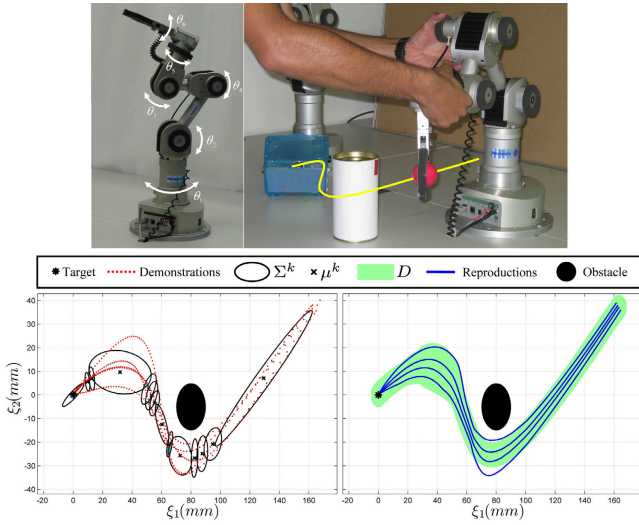 θ₆
θ₅
θ₄
θ₃
θ₂
θ₁
Target Demonstrations Σᵏ μᵏ D Reproductions Obstacle
40
30
20
10
0
-10
-20
-30
-40
ξ₂(mm)
0 20 40 60 80 100 120 140 160
ξ₁(mm)
0 20 40 60 80 100 120 140 160
ξ₁(mm)